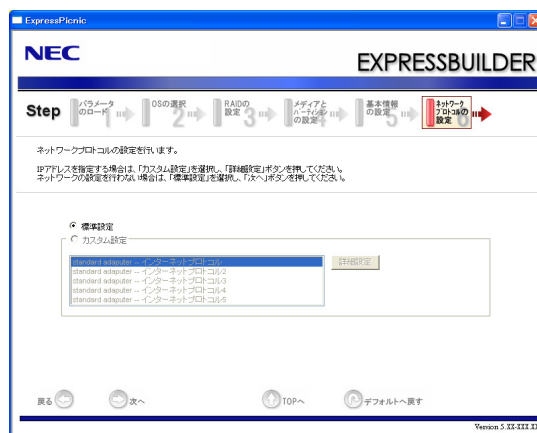 ExpressPicnic
NEC
EXPRESSBUILDER
Step
パラメータ
のロード 1
OSの選択
2
RAIDの
設定 3
メディアと
パーティション
の設定 4
基本情報
の設定 5
ネットワーク
プロトコルの
設定 6
ネットワークプロトコルの設定を行います。
IPアドレスを指定する場合は、「カスタム設定」を選択し、「詳細設定」ボタンを押してください。
ネットワークの設定を行わない場合は、「標準設定」を選択し、「次へ」ボタンを押してください。
標準設定
カスタム設定
standard adaputer -- インターネットプロトコル
standard adaputer -- インターネットプロトコル2
standard adaputer -- インターネットプロトコル3
standard adaputer -- インターネットプロトコル4
standard adaputer -- インターネットプロトコル5
詳細設定
戻る
次へ
TOPへ
デフォルトへ戻す
Version 5.XX-XXX.XX